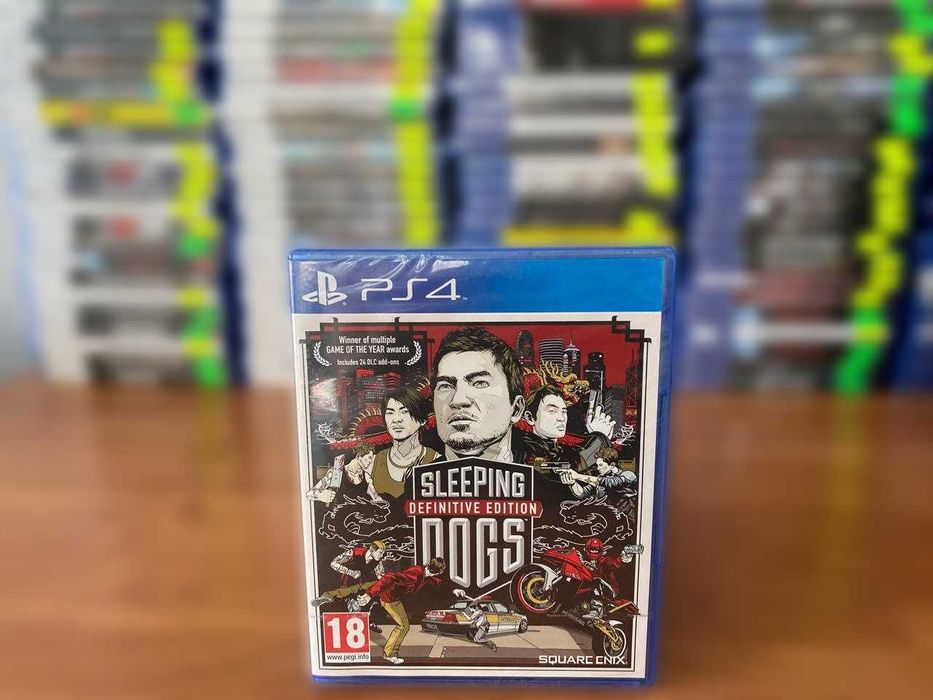 PS4
Winner of multiple
GAME OF THE YEAR awards
Includes 24 DLC add-ons
SLEEPING
DEFINITIVE EDITION
DOGS
18
www.pegi.info
SQUARE ENIX